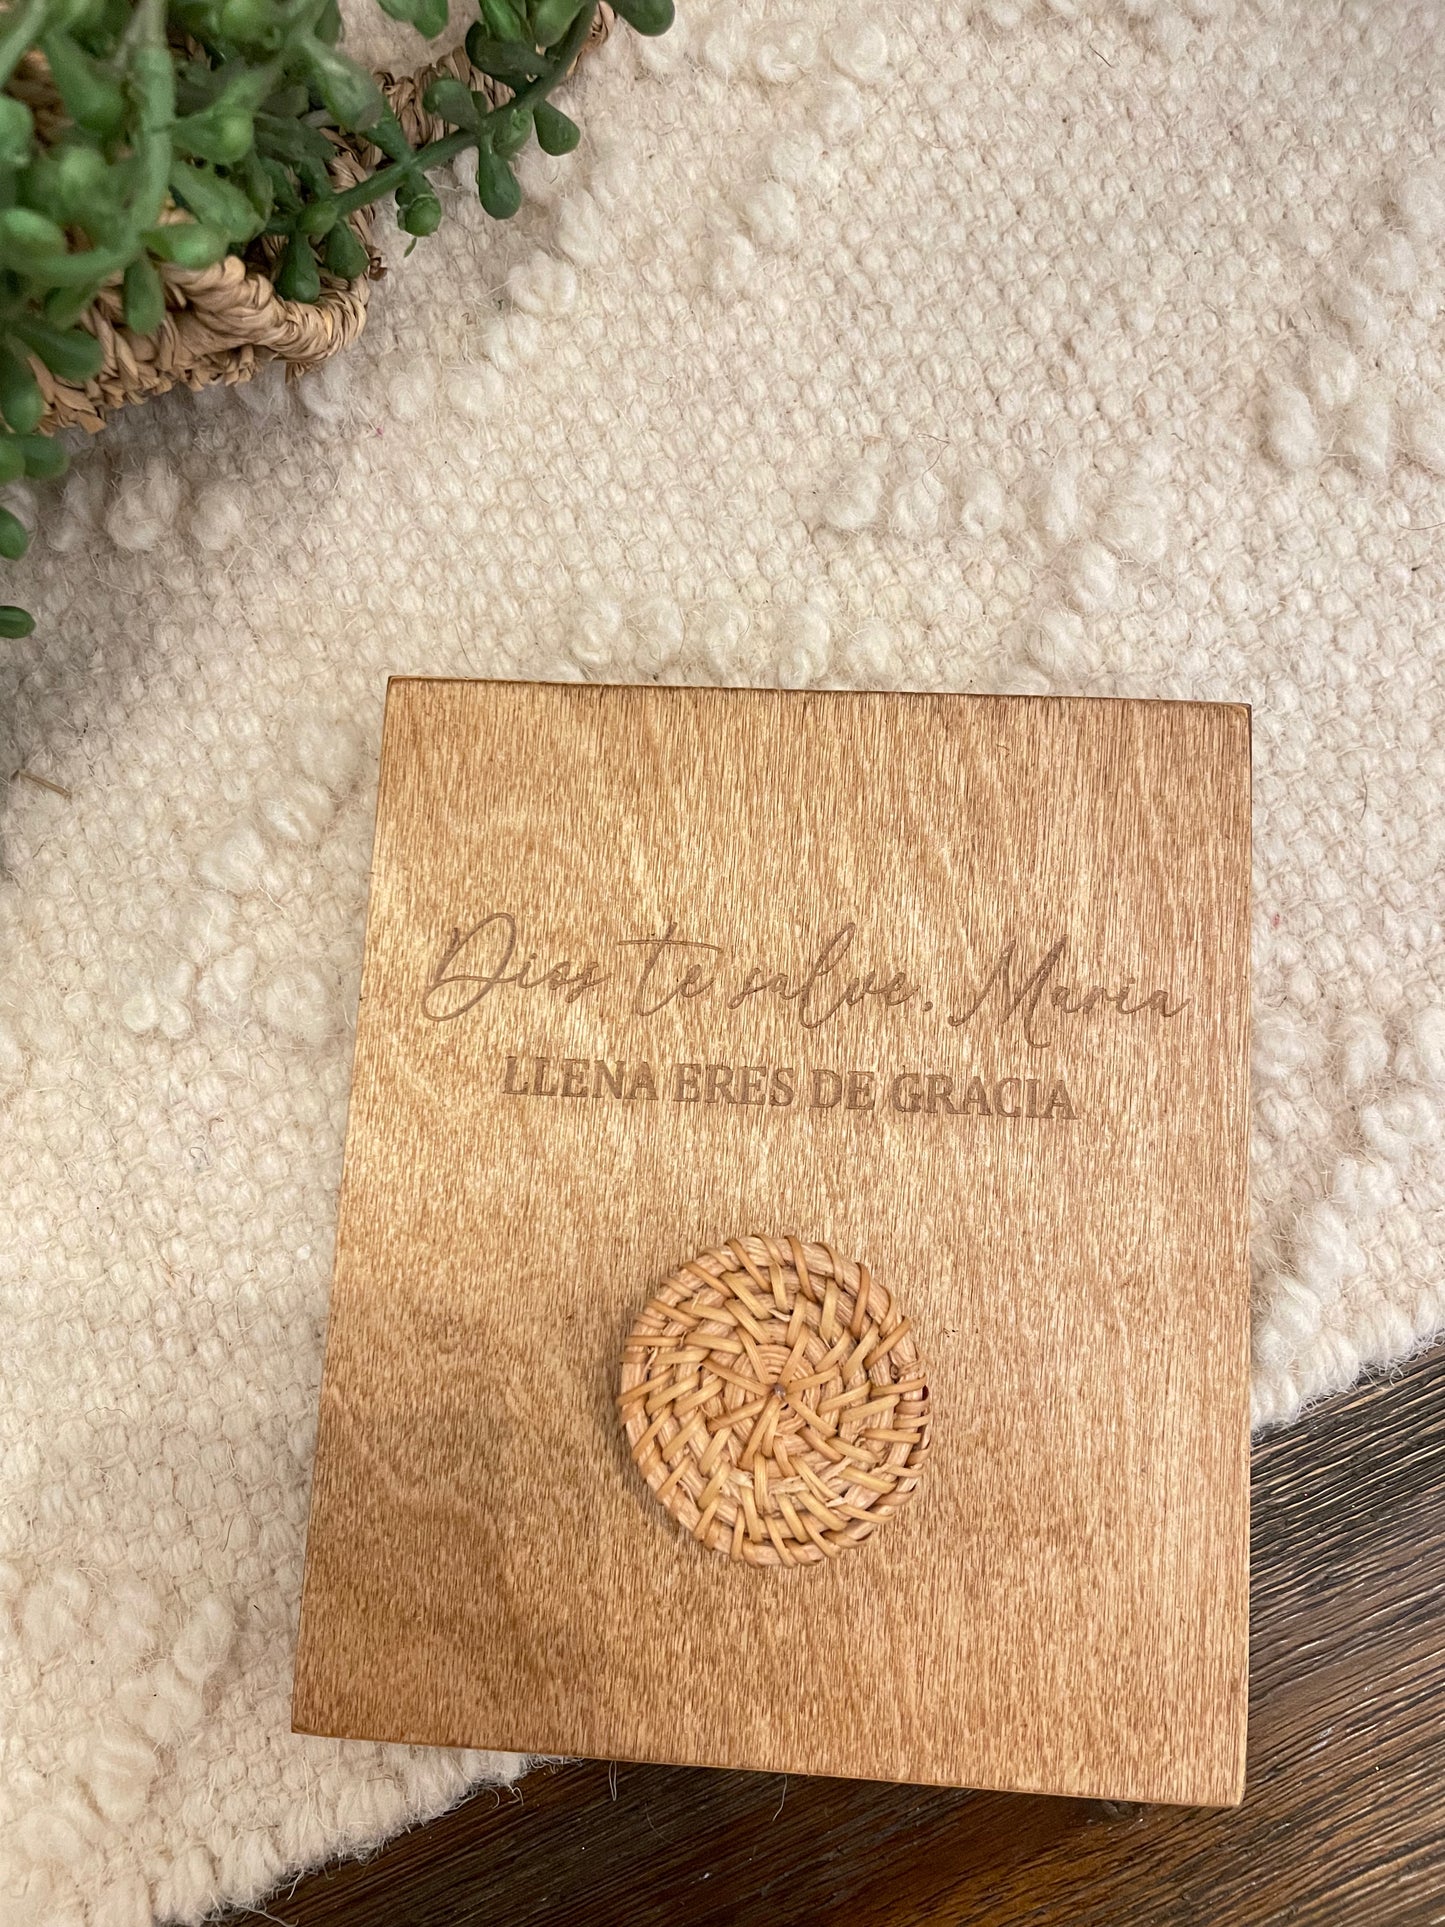 Dios te salve, María
LLENA ERES DE GRACIA